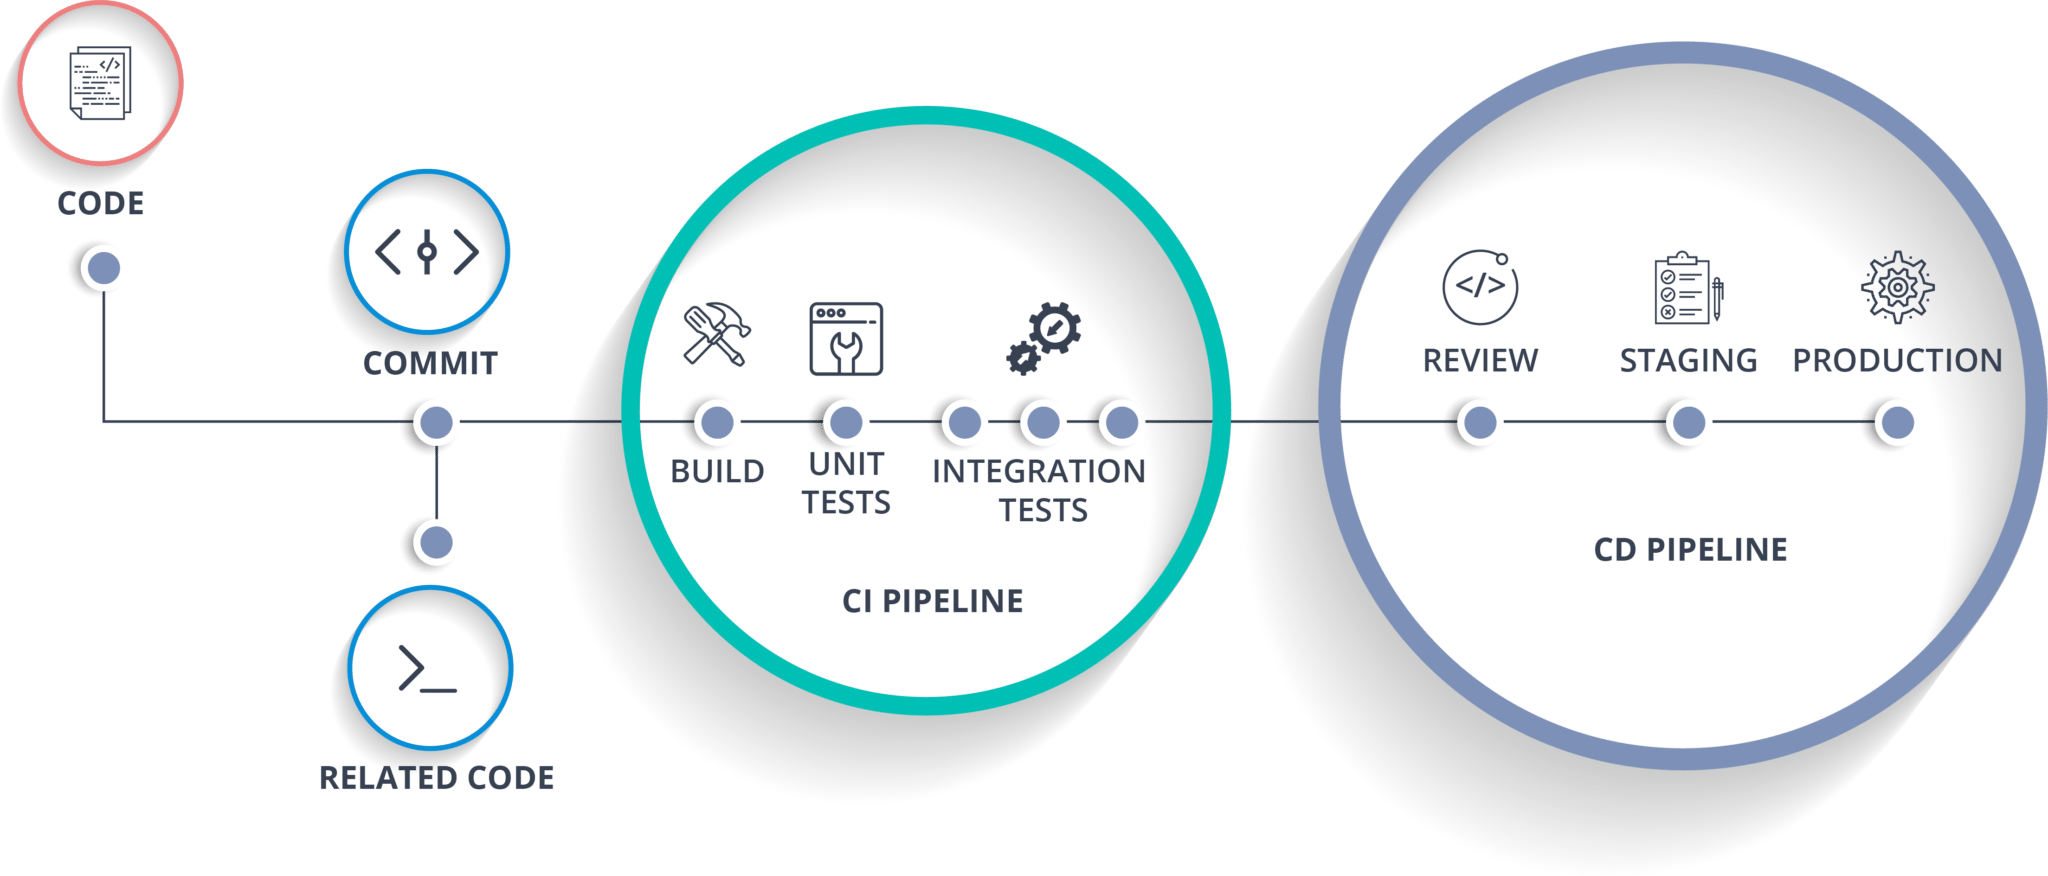 CODE
COMMIT
RELATED CODE
BUILD
UNIT
TESTS
INTEGRATION
TESTS
CI PIPELINE
</>
REVIEW
STAGING
PRODUCTION
CD PIPELINE